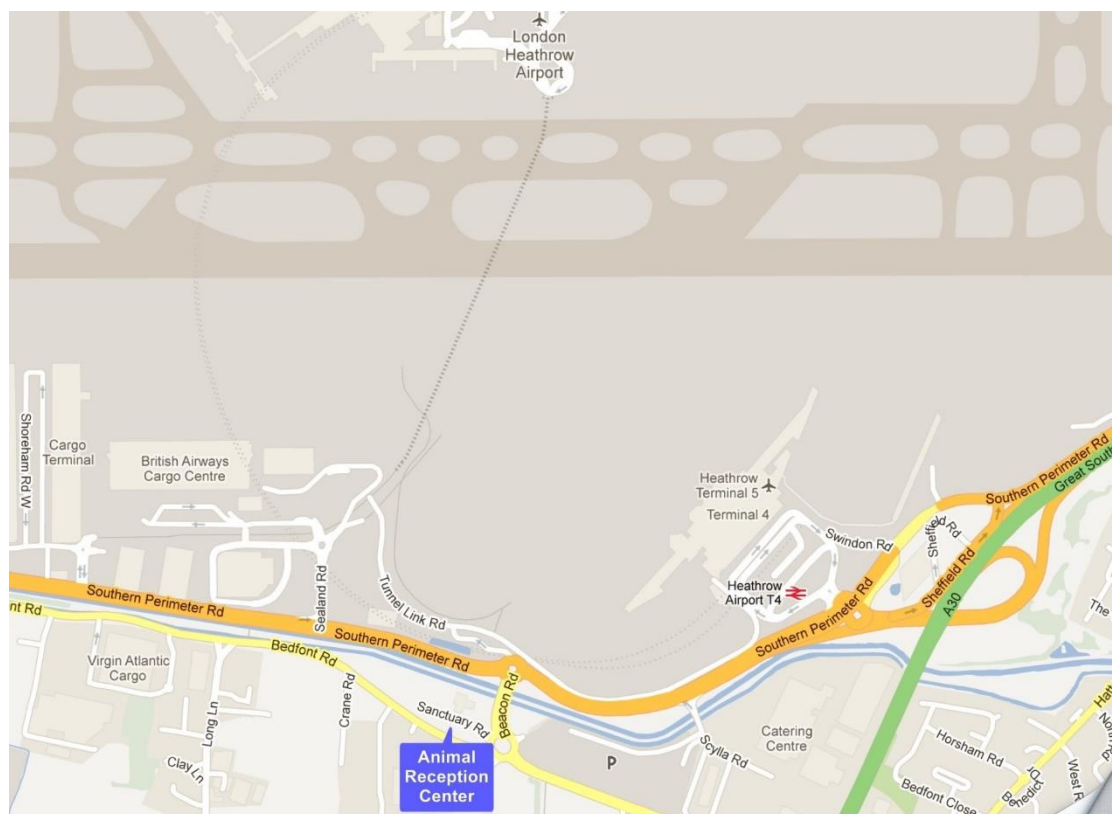 London
Heathrow
Airport
Shoreham Rd W
Cargo
Terminal
British Airways
Cargo Centre
Heathrow
Terminal 5
Terminal 4
Southern Perimeter Rd
Great South
Swindon Rd
Sheffield Rd
Sheffield Rd
Heathrow
Airport T4
A30
Southern Perimeter Rd
Sealand Rd
Tunnel Link Rd
Southern Perimeter Rd
Southern Perimeter Rd
nt Rd
Bedfont Rd
The
Virgin Atlantic
Cargo
Long Ln
Crane Rd
Sanctuary Rd
Beacon Rd
Scylla Rd
Catering
Centre
Hatt
Horsham Rd
Clay Ln
Animal
Reception
Center
P
Bedfont Close
Benedict Dr
West R